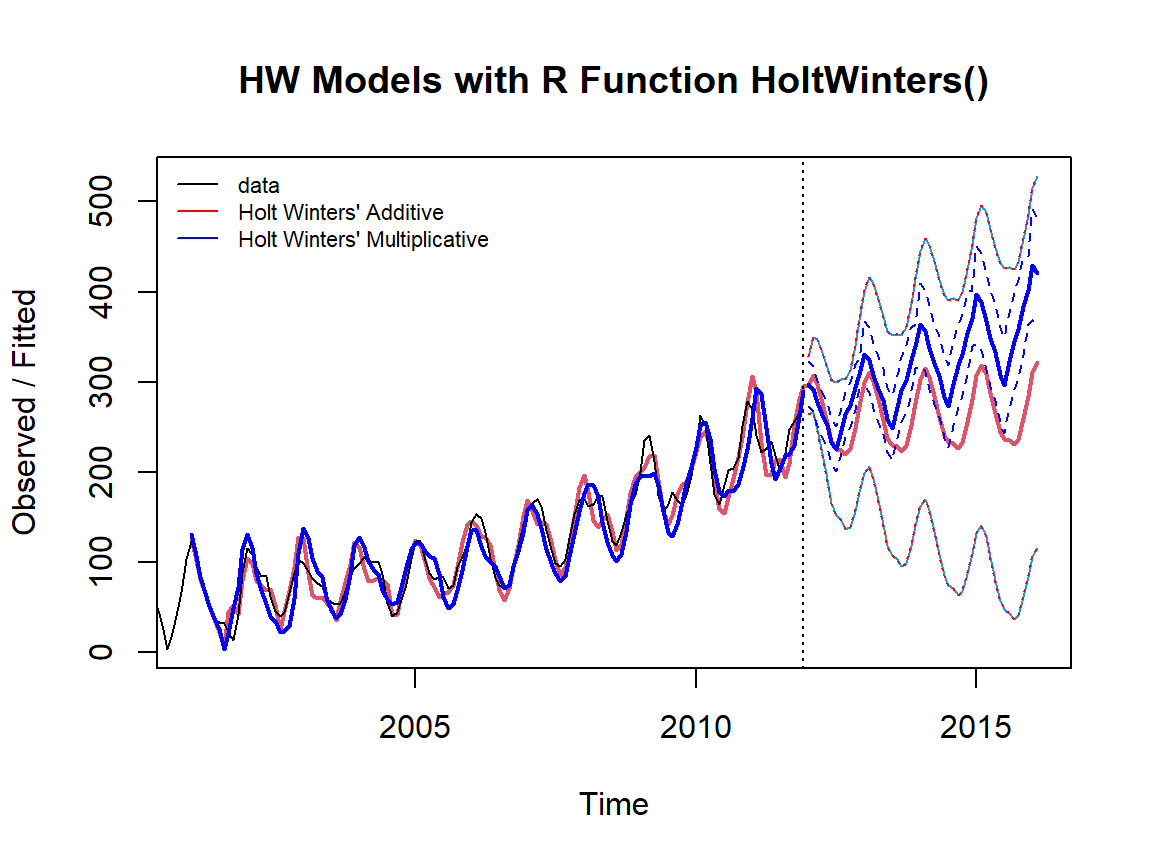 HW Models with R Function HoltWinters()
data
Holt Winters' Additive
Holt Winters' Multiplicative
Observed / Fitted
500
400
300
200
100
0
2005 2010 2015
Time